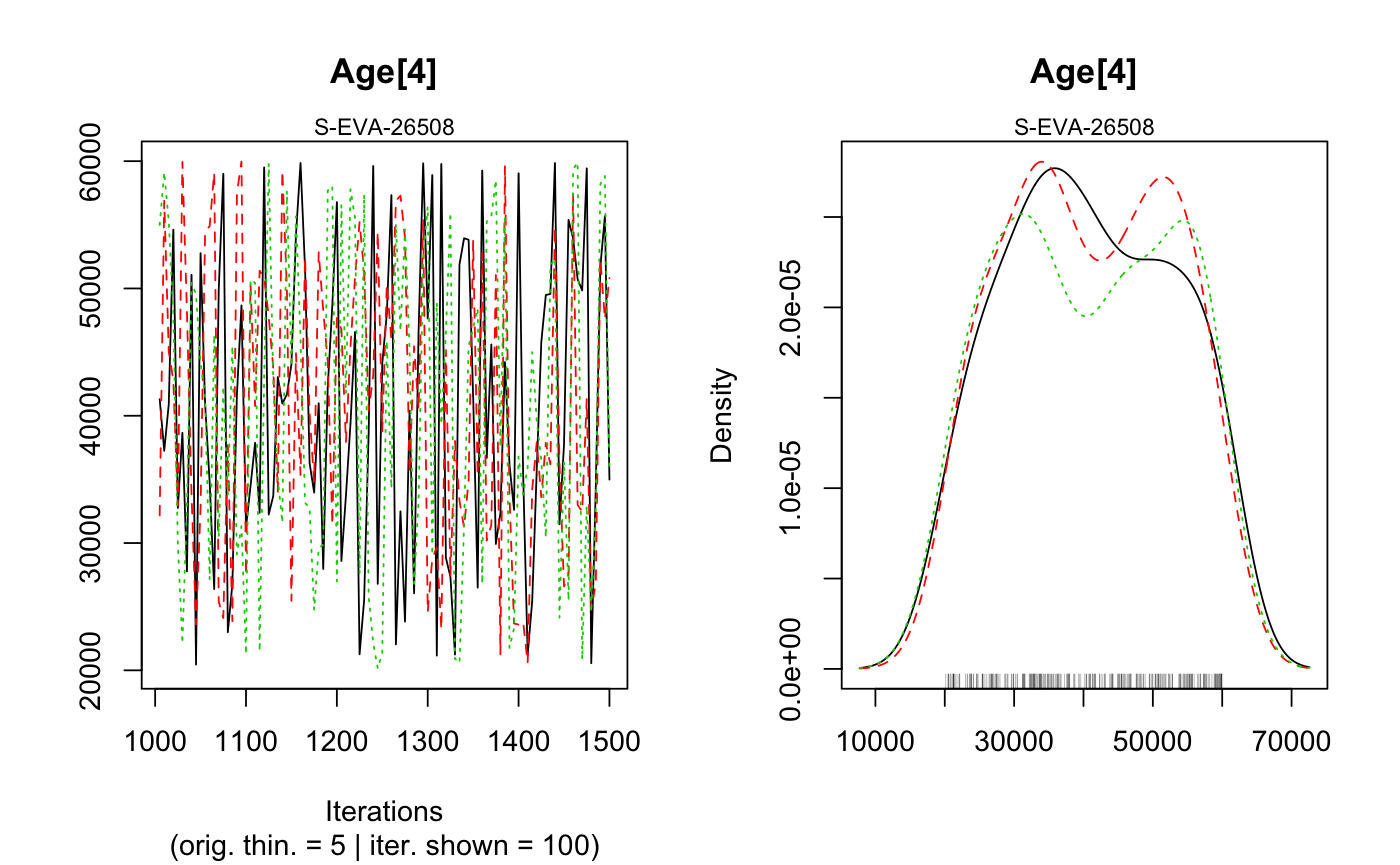 Age[4]
S-EVA-26508
60000
50000
40000
30000
20000
1000 1100 1200 1300 1400 1500
Iterations
(orig. thin. = 5 | iter. shown = 100)
Age[4]
S-EVA-26508
Density
2.0e-05
1.0e-05
0.0e+00
10000 30000 50000 70000